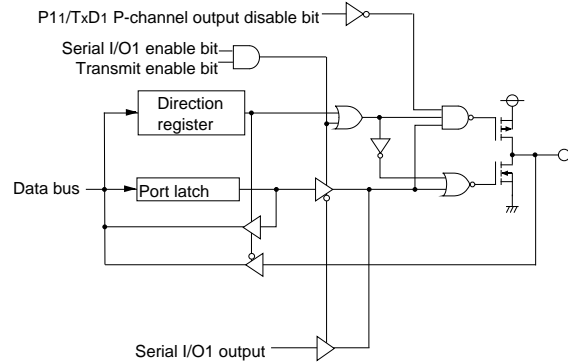 P11/TxD1 P-channel output disable bit
Serial I/O1 enable bit
Transmit enable bit
Direction
register
Data bus
Port latch
Serial I/O1 output